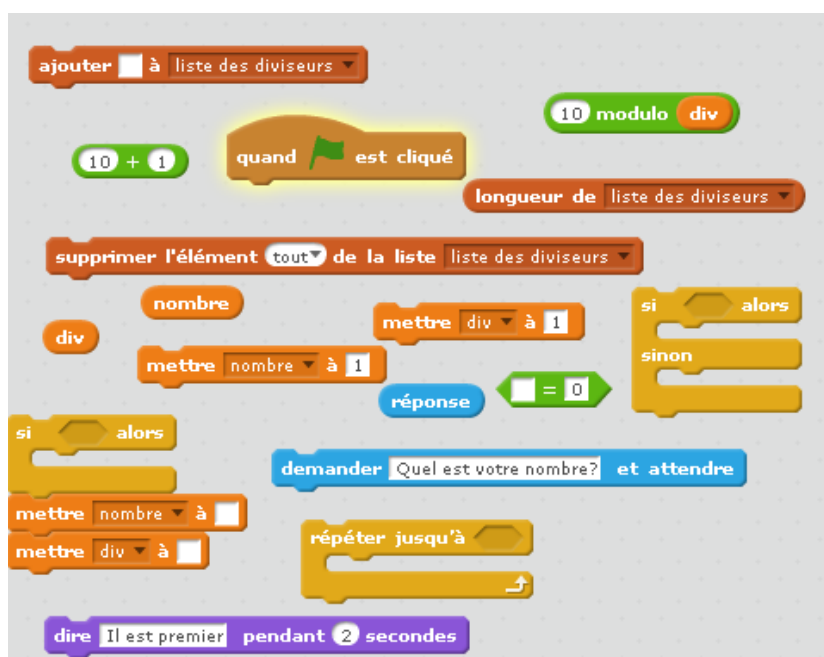 ajouter à liste des diviseurs
10 modulo div
10 + 1
quand est cliqué
longueur de liste des diviseurs
supprimer l'élément tout de la liste liste des diviseurs
nombre
mettre div à 1
si alors
sinon
div
mettre nombre à 1
réponse
= 0
si alors
demander Quel est votre nombre? et attendre
mettre nombre à
répéter jusqu'à
mettre div à
dire Il est premier pendant 2 secondes